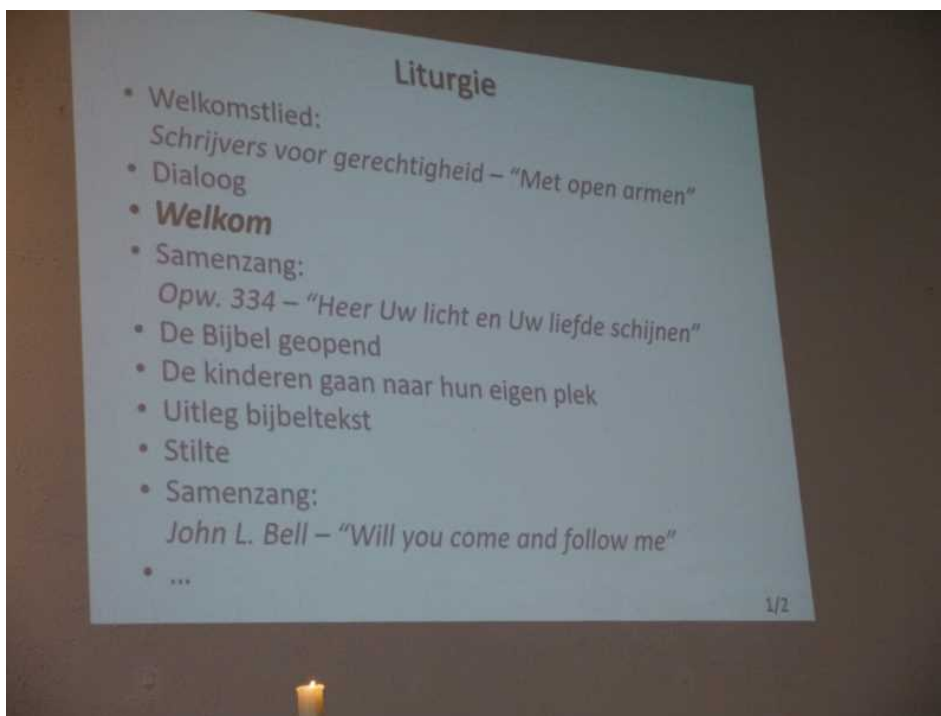 Liturgie
• Welkomstlied:
Schrijvers voor gerechtigheid – “Met open armen”
• Dialoog
• Welkom
• Samenzang:
Opw. 334 – “Heer Uw licht en Uw liefde schijnen”
• De Bijbel geopend
• De kinderen gaan naar hun eigen plek
• Uitleg bijbeltekst
• Stilte
• Samenzang:
John L. Bell – “Will you come and follow me”
• ...
1/2